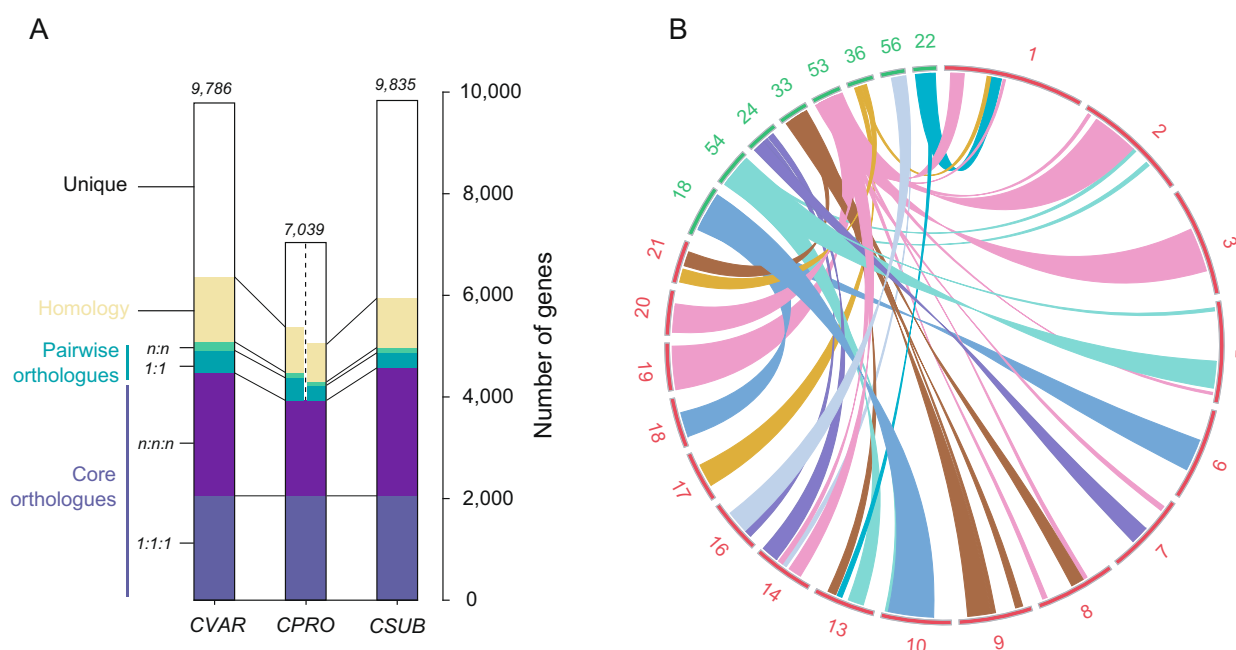 A
9,786
7,039
9,835
Unique
Homology
n:n
Pairwise
orthologues
1:1
n:n:n
Core
orthologues
1:1:1
CVAR
CPRO
CSUB
10,000
8,000
6,000
4,000
2,000
0
Number of genes
B
18
54
24
33
53
36
56
22
1
2
3
6
7
8
9
10
13
14
16
17
18
19
20
21